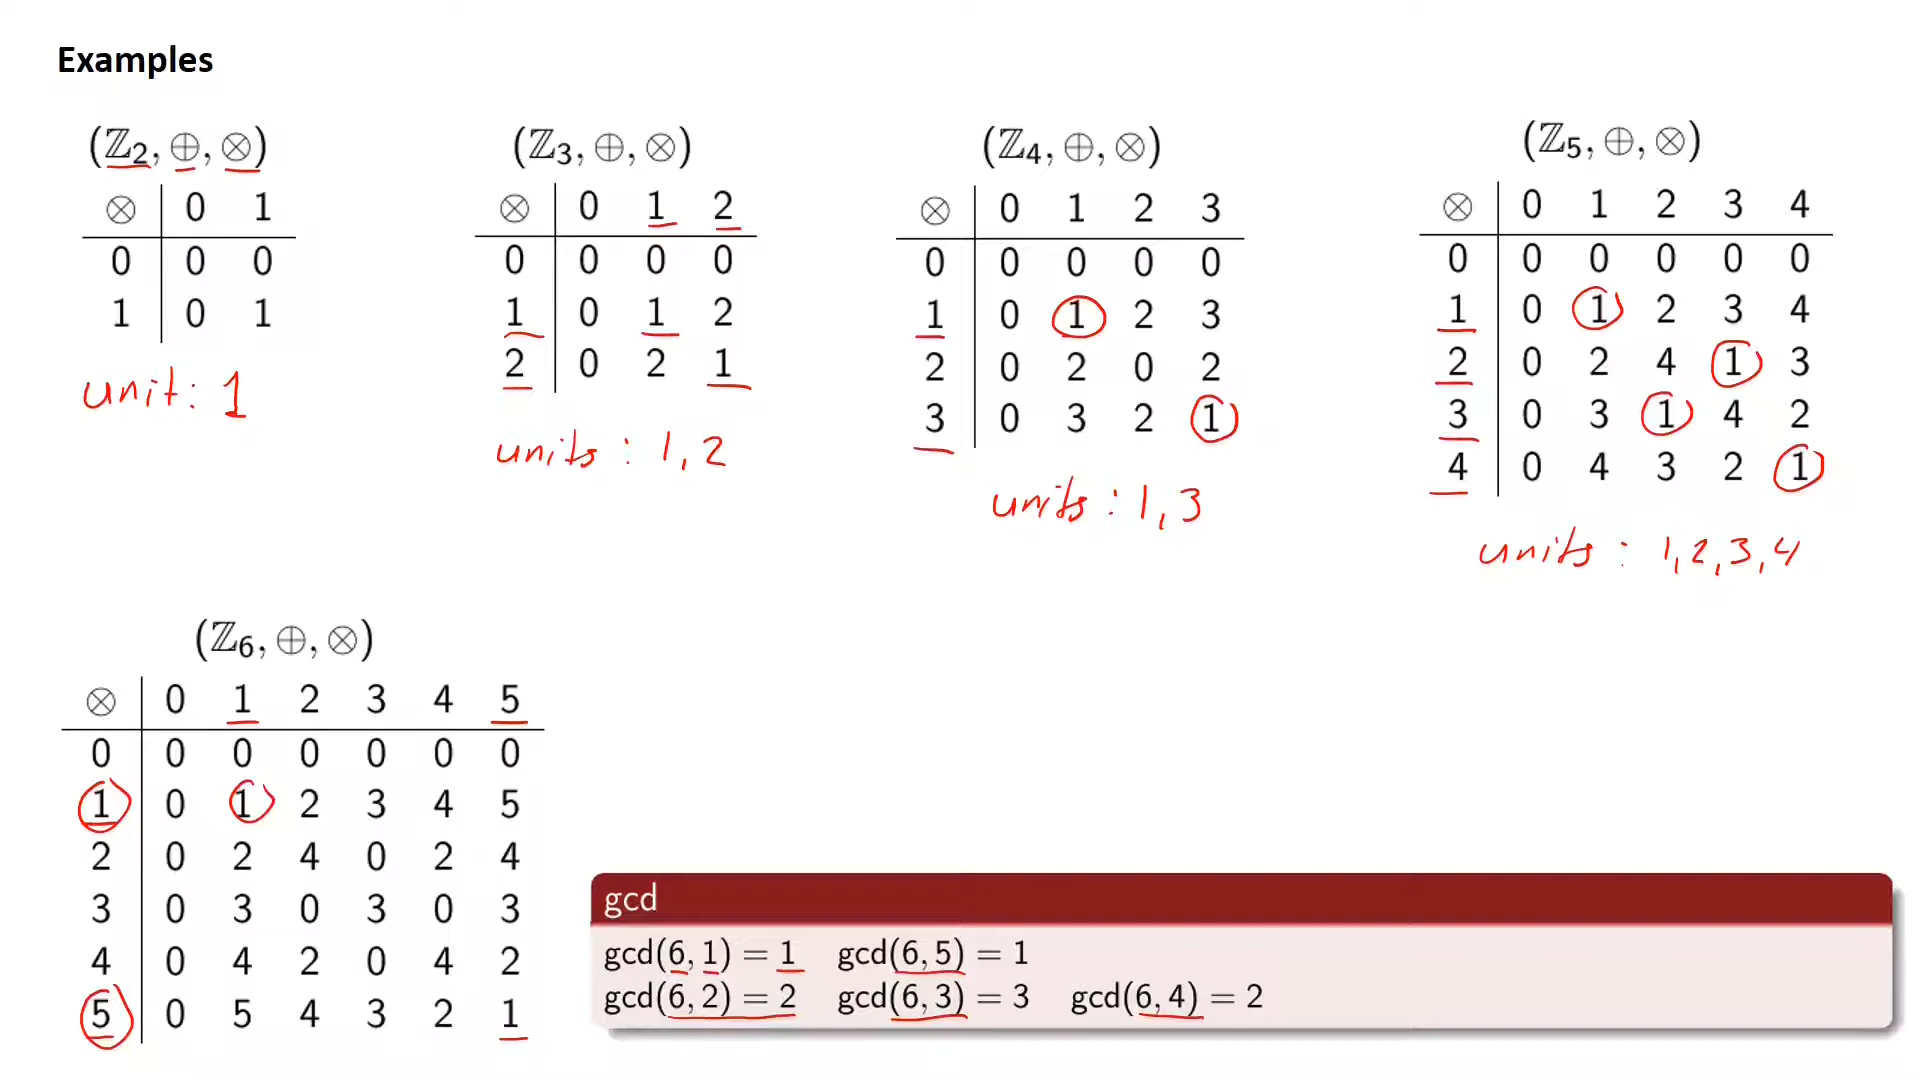 Examples
(ℤ₂, ⊕, ⊗)
⊗ 0 1
0 0 0
1 0 1
unit: 1
(ℤ₃, ⊕, ⊗)
⊗ 0 1 2
0 0 0 0
1 0 1 2
2 0 2 1
units: 1, 2
(ℤ₄, ⊕, ⊗)
⊗ 0 1 2 3
0 0 0 0 0
1 0 1 2 3
2 0 2 0 2
3 0 3 2 1
units: 1, 3
(ℤ₅, ⊕, ⊗)
⊗ 0 1 2 3 4
0 0 0 0 0 0
1 0 1 2 3 4
2 0 2 4 1 3
3 0 3 1 4 2
4 0 4 3 2 1
units: 1, 2, 3, 4
(ℤ₆, ⊕, ⊗)
⊗ 0 1 2 3 4 5
0 0 0 0 0 0 0
1 0 1 2 3 4 5
2 0 2 4 0 2 4
3 0 3 0 3 0 3
4 0 4 2 0 4 2
5 0 5 4 3 2 1
gcd
gcd(6, 1) = 1 gcd(6, 5) = 1
gcd(6, 2) = 2 gcd(6, 3) = 3 gcd(6, 4) = 2